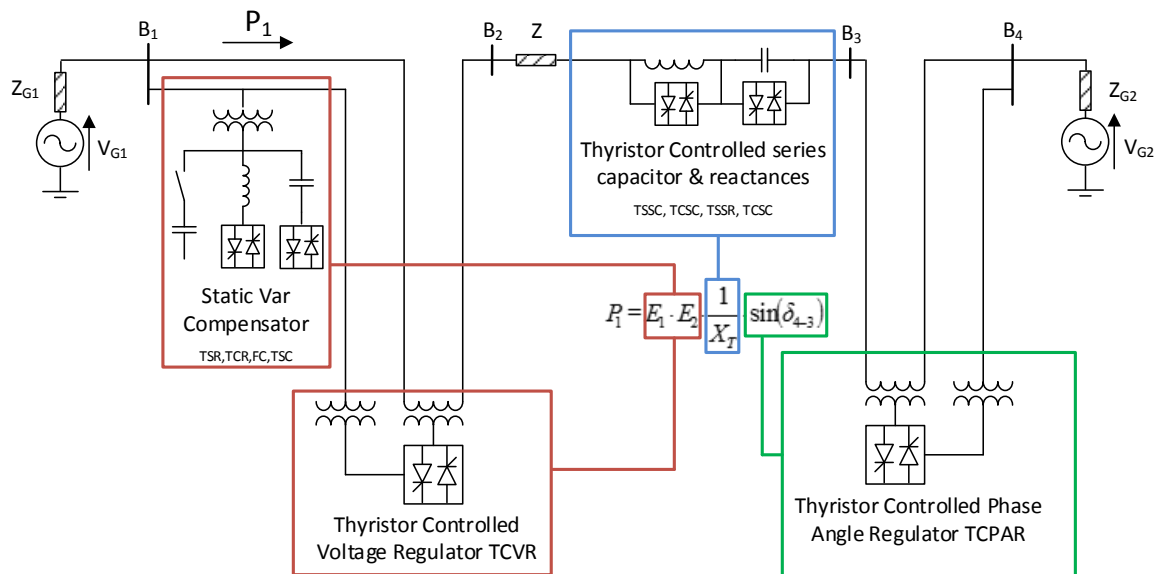 P1
B1
B2
Z
B3
B4
ZG1
VG1
ZG2
VG2
Thyristor Controlled series
capacitor & reactances
TSSC, TCSC, TSSR, TCSC
Static Var
Compensator
TSR,TCR,FC,TSC
P1 = E1 · E2 · 1/XT · sin(δ4-3)
Thyristor Controlled
Voltage Regulator TCVR
Thyristor Controlled Phase
Angle Regulator TCPAR